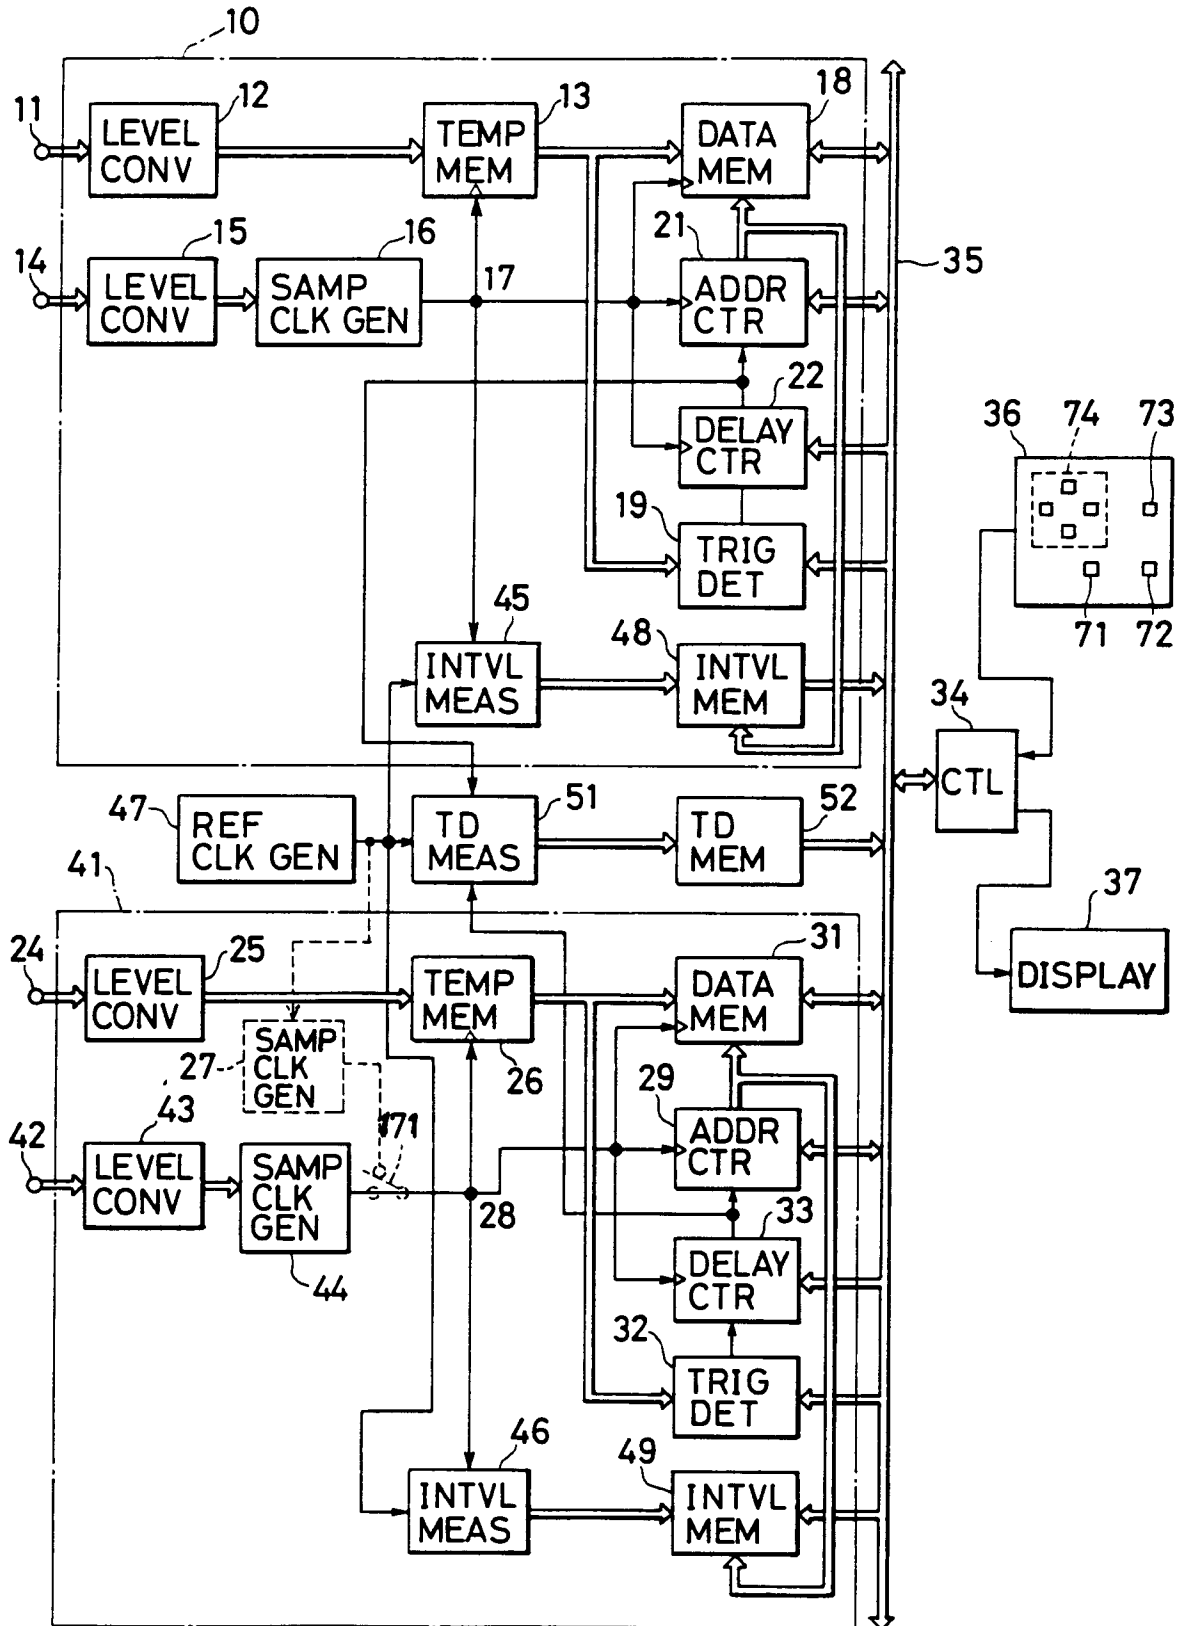 10
11
12
LEVEL
CONV
13
TEMP
MEM
18
DATA
MEM
14
15
LEVEL
CONV
16
SAMP
CLK GEN
17
21
ADDR
CTR
35
22
DELAY
CTR
36
74
73
71
72
19
TRIG
DET
45
INTVL
MEAS
48
INTVL
MEM
34
CTL
47
REF
CLK GEN
51
TD
MEAS
52
TD
MEM
41
37
DISPLAY
24
25
LEVEL
CONV
TEMP
MEM
26
31
DATA
MEM
27
SAMP
CLK
GEN
29
ADDR
CTR
42
43
LEVEL
CONV
SAMP
CLK
GEN
44
171
28
33
DELAY
CTR
32
TRIG
DET
46
INTVL
MEAS
49
INTVL
MEM